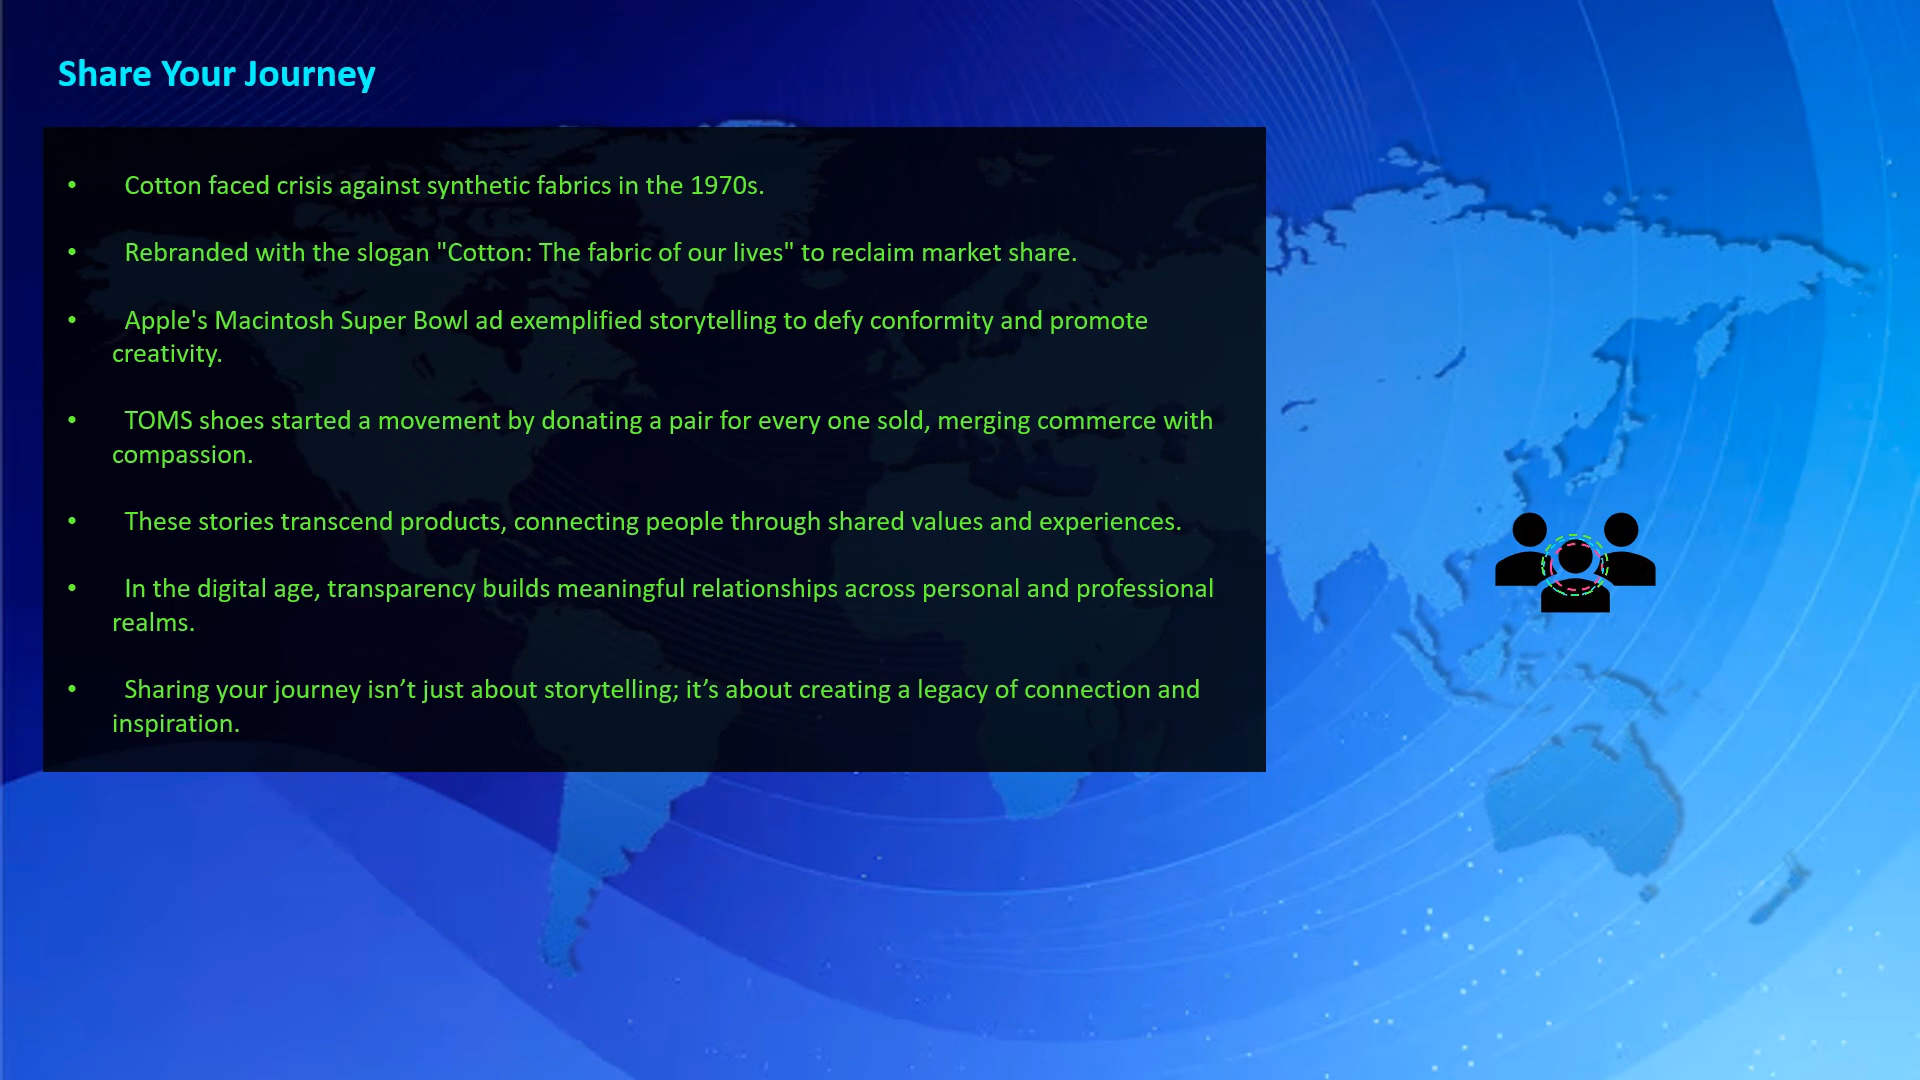 Share Your Journey
• Cotton faced crisis against synthetic fabrics in the 1970s.
• Rebranded with the slogan "Cotton: The fabric of our lives" to reclaim market share.
• Apple's Macintosh Super Bowl ad exemplified storytelling to defy conformity and promote
creativity.
• TOMS shoes started a movement by donating a pair for every one sold, merging commerce with
compassion.
• These stories transcend products, connecting people through shared values and experiences.
• In the digital age, transparency builds meaningful relationships across personal and professional
realms.
• Sharing your journey isn’t just about storytelling; it’s about creating a legacy of connection and
inspiration.